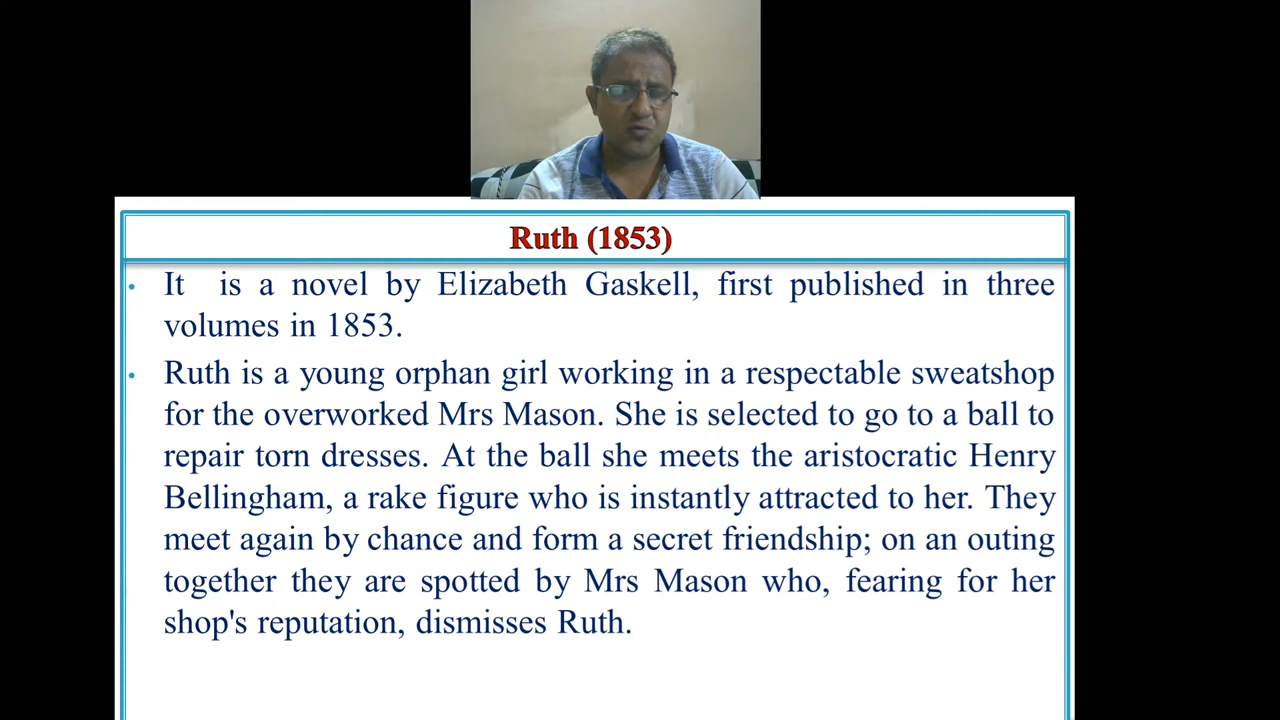 Ruth (1853)
• It is a novel by Elizabeth Gaskell, first published in three
volumes in 1853.
• Ruth is a young orphan girl working in a respectable sweatshop
for the overworked Mrs Mason. She is selected to go to a ball to
repair torn dresses. At the ball she meets the aristocratic Henry
Bellingham, a rake figure who is instantly attracted to her. They
meet again by chance and form a secret friendship; on an outing
together they are spotted by Mrs Mason who, fearing for her
shop's reputation, dismisses Ruth.